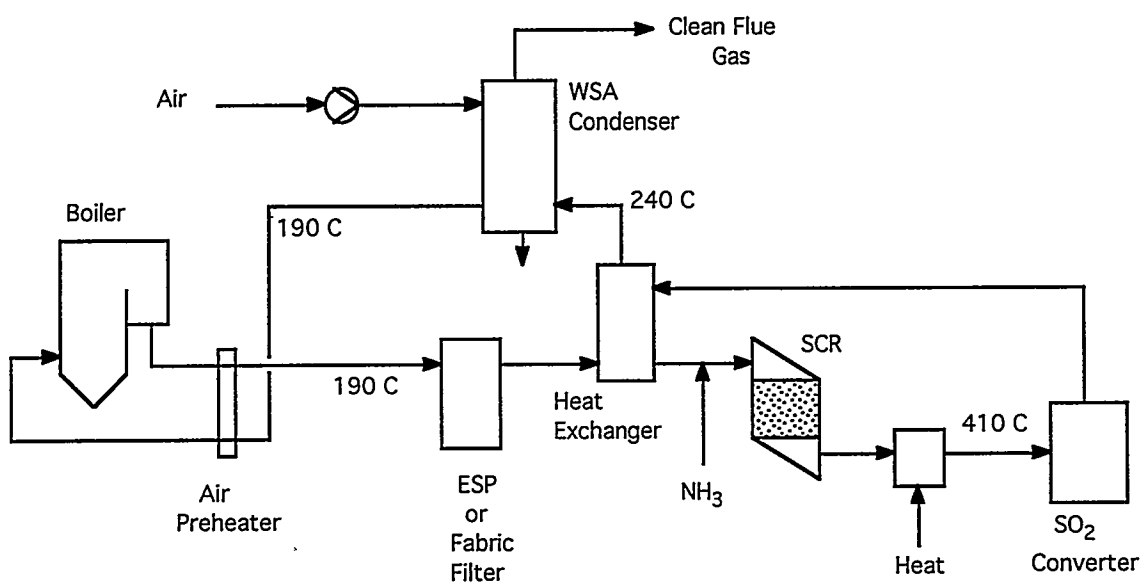 Clean Flue
Gas
Air
WSA
Condenser
240 C
Boiler
190 C
SCR
190 C
Heat
Exchanger
410 C
ESP
or
Fabric
Filter
Air
Preheater
NH3
SO2
Converter
Heat